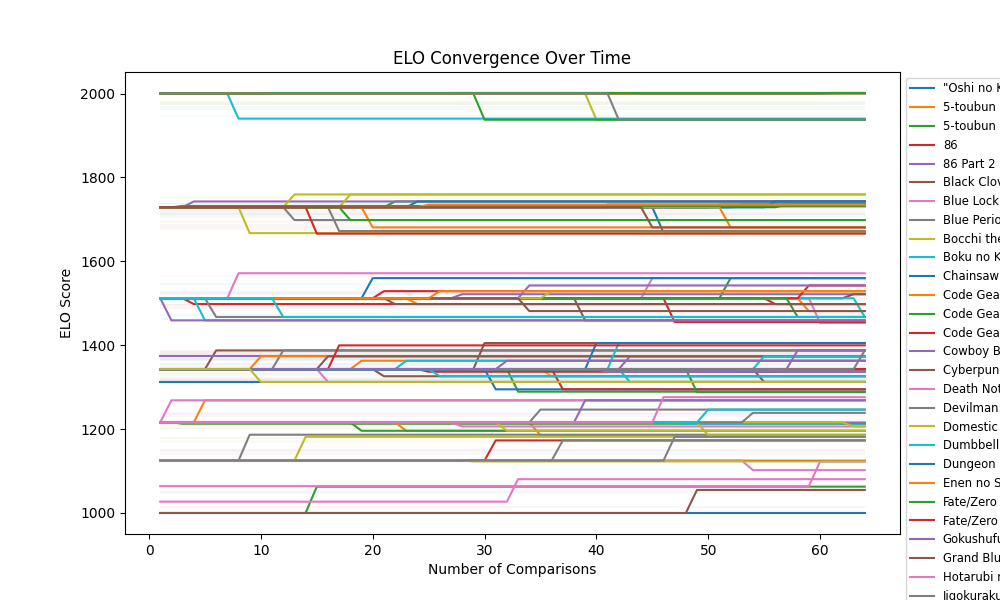 ELO Convergence Over Time
ELO Score
2000
1800
1600
1400
1200
1000
0 10 20 30 40 50 60
Number of Comparisons
"Oshi no K
5-toubun
5-toubun
86
86 Part 2
Black Clov
Blue Lock
Blue Perio
Bocchi the
Boku no K
Chainsaw
Code Gea
Code Gea
Code Gea
Cowboy B
Cyberpun
Death Not
Devilman
Domestic
Dumbbell
Dungeon
Enen no S
Fate/Zero
Fate/Zero
Gokushufu
Grand Blu
Hotarubi
Jigokuraku